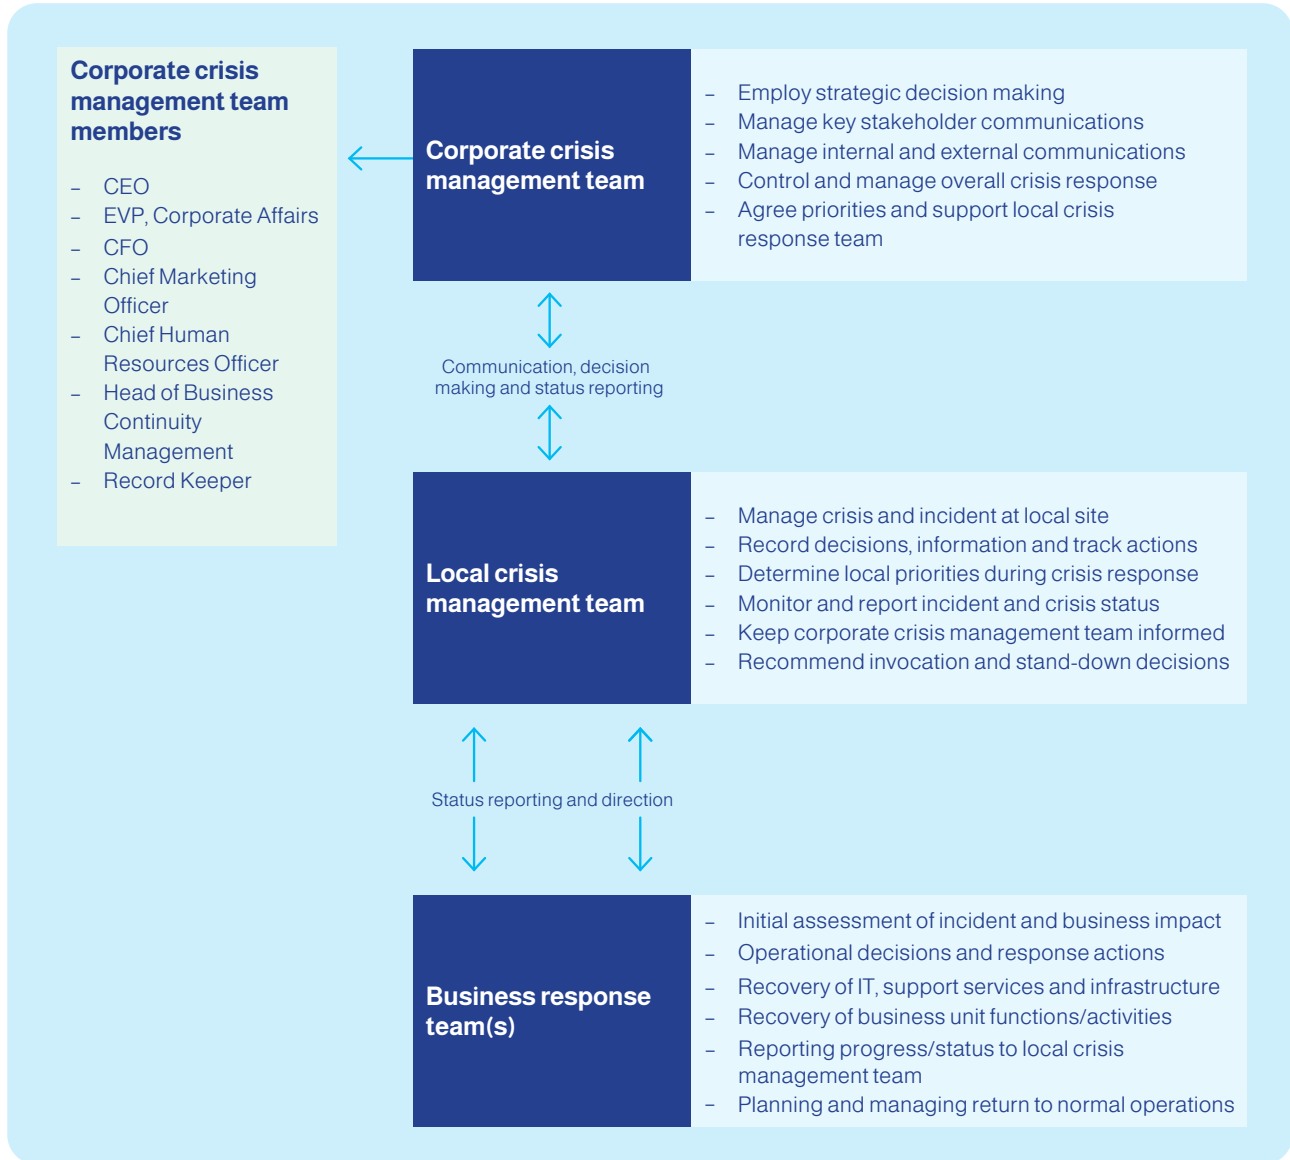 Corporate crisis
management team
members
– CEO
– EVP, Corporate Affairs
– CFO
– Chief Marketing
Officer
– Chief Human
Resources Officer
– Head of Business
Continuity
Management
– Record Keeper
Corporate crisis
management team
– Employ strategic decision making
– Manage key stakeholder communications
– Manage internal and external communications
– Control and manage overall crisis response
– Agree priorities and support local crisis
response team
Communication, decision
making and status reporting
Local crisis
management team
– Manage crisis and incident at local site
– Record decisions, information and track actions
– Determine local priorities during crisis response
– Monitor and report incident and crisis status
– Keep corporate crisis management team informed
– Recommend invocation and stand-down decisions
Status reporting and direction
Business response
team(s)
– Initial assessment of incident and business impact
– Operational decisions and response actions
– Recovery of IT, support services and infrastructure
– Recovery of business unit functions/activities
– Reporting progress/status to local crisis
management team
– Planning and managing return to normal operations